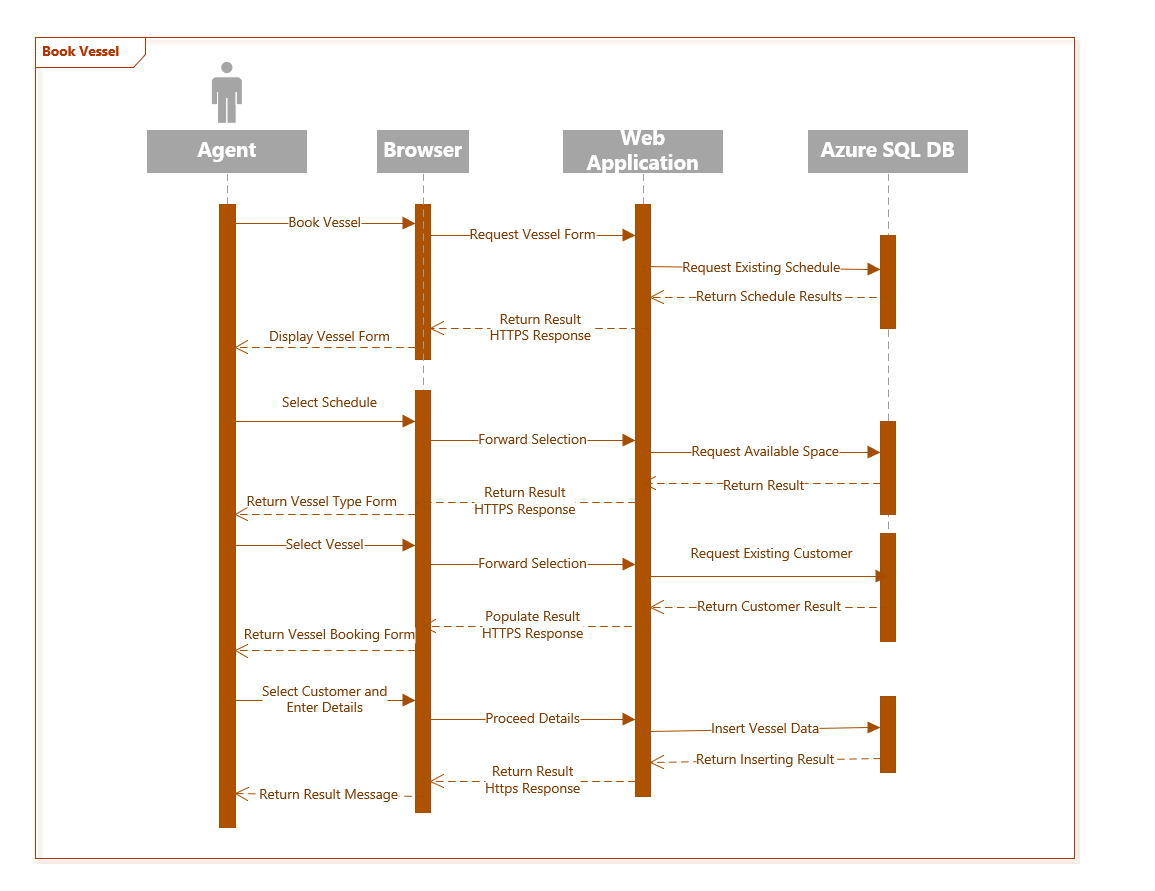 Book Vessel
Agent
Browser
Web
Application
Azure SQL DB
Book Vessel
Request Vessel Form
Request Existing Schedule
Return Schedule Results
Return Result
HTTPS Response
Display Vessel Form
Select Schedule
Forward Selection
Request Available Space
Return Result
Return Result
HTTPS Response
Return Vessel Type Form
Select Vessel
Forward Selection
Request Existing Customer
Return Customer Result
Populate Result
HTTPS Response
Return Vessel Booking Form
Select Customer and
Enter Details
Proceed Details
Insert Vessel Data
Return Inserting Result
Return Result
Https Response
Return Result Message